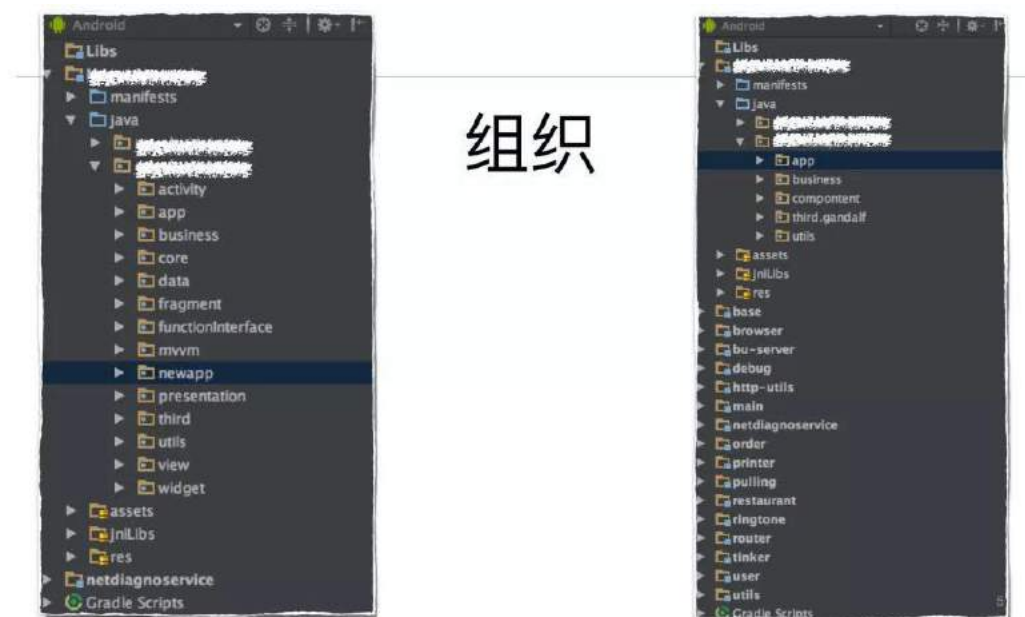 Android
Libs
manifests
java
activity
app
business
core
data
fragment
functionInterface
mvvm
newapp
presentation
third
utils
view
widget
assets
jniLibs
res
netdiagnoservice
Gradle Scripts
组织
Android
Libs
manifests
java
app
business
compontent
third.gandalf
utils
assets
jniLibs
res
base
browser
bu-server
debug
http-utils
main
netdiagnoservice
order
printer
pulling
restaurant
ringtone
router
tinker
user
utils
Gradle Scripts